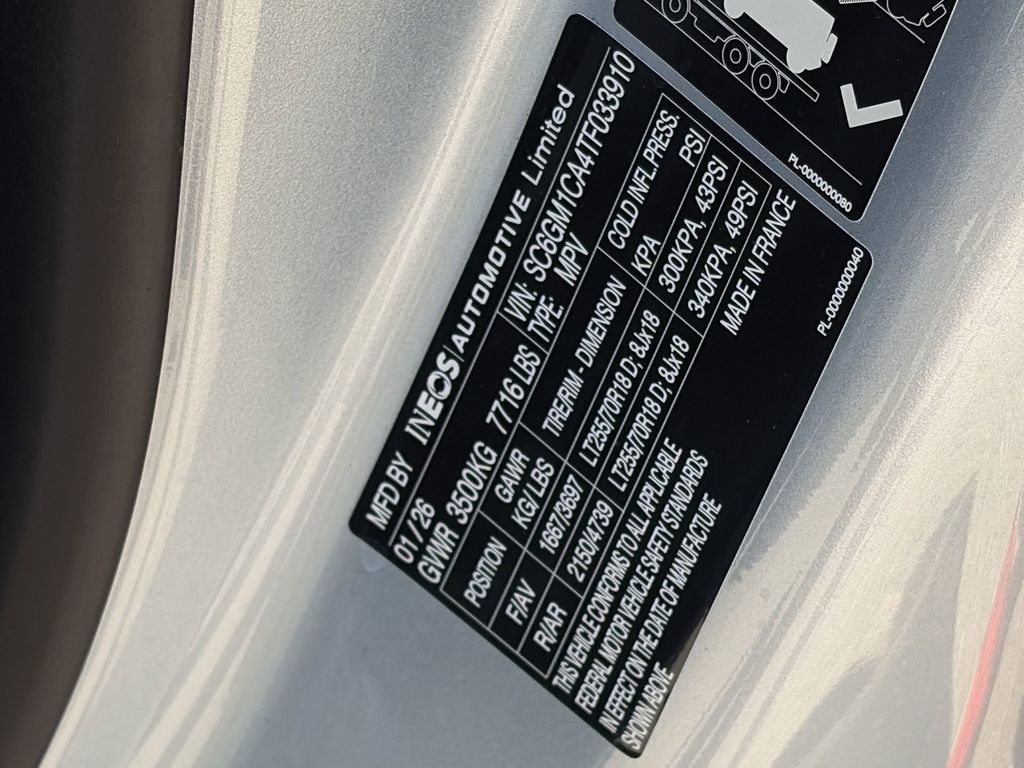 MFD BY INEOS | AUTOMOTIVE Limited
01/26
GVWR 3500KG 7716 LBS VIN: SC6GM1CA4TF033910
TYPE: MPV
POSITION GAWR KG/LBS TIRE/RIM - DIMENSION COLD INFL.PRESS. KPA PSI
F/AV 1667/3697 LT255/70R18 D; 8Jx18 300KPA, 43PSI
R/AR 2150/4739 LT255/70R18 D; 8Jx18 340KPA, 49PSI
THIS VEHICLE CONFORMS TO ALL APPLICABLE
FEDERAL MOTOR VEHICLE SAFETY STANDARDS
IN EFFECT ON THE DATE OF MANUFACTURE
SHOWN ABOVE
MADE IN FRANCE
PL-0000000040
PL-0000000080